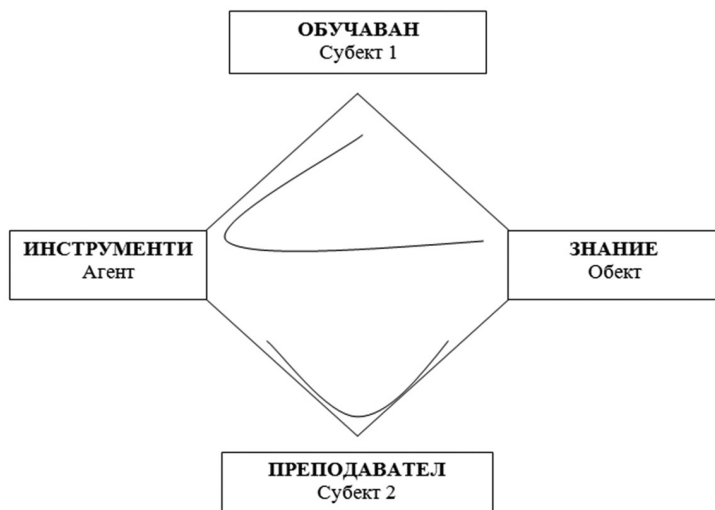 ОБУЧАВАН
Субект 1
ИНСТРУМЕНТИ
Агент
ЗНАНИЕ
Обект
ПРЕПОДАВАТЕЛ
Субект 2